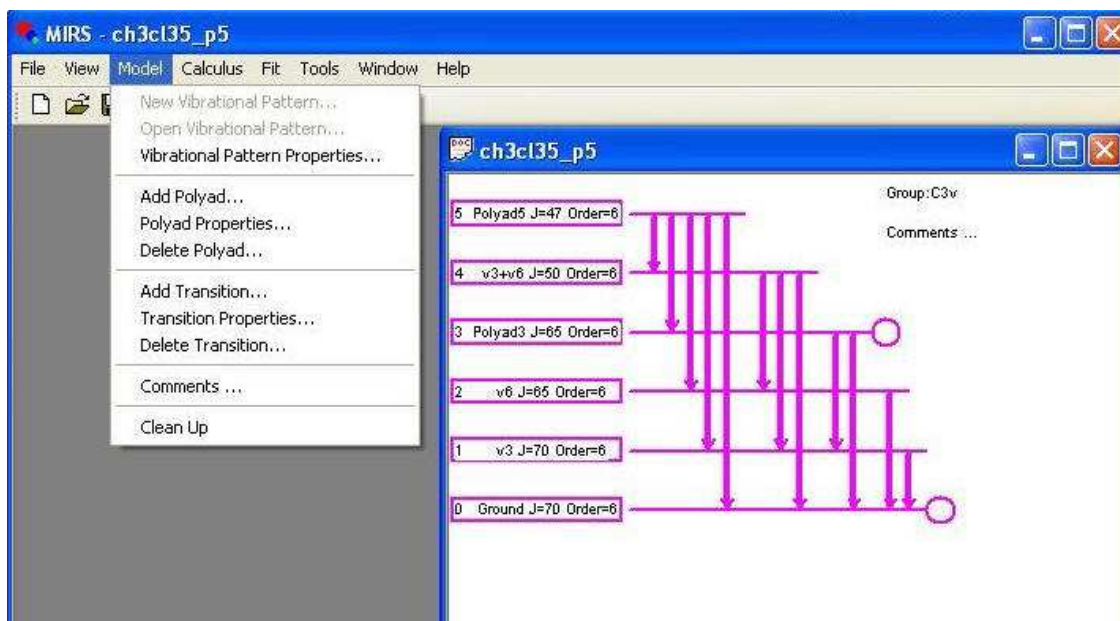 MIRS - ch3cl35_p5
File View Model Calculus Fit Tools Window Help
New Vibrational Pattern...
Open Vibrational Pattern...
Vibrational Pattern Properties...
Add Polyad...
Polyad Properties...
Delete Polyad...
Add Transition...
Transition Properties...
Delete Transition...
Comments ...
Clean Up
DOC
ch3cl35_p5
Group:C3v
Comments ...
5 Polyad5 J=47 Order=6
4 v3+v6 J=50 Order=6
3 Polyad3 J=65 Order=6
2 v6 J=65 Order=6
1 v3 J=70 Order=6
0 Ground J=70 Order=6